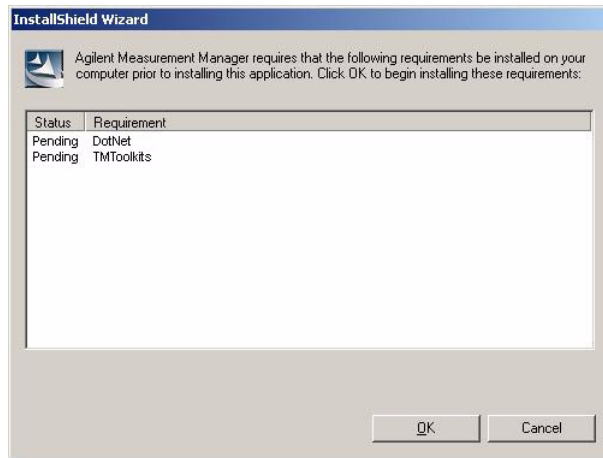 InstallShield Wizard
Agilent Measurement Manager requires that the following requirements be installed on your
computer prior to installing this application. Click OK to begin installing these requirements:
Status Requirement
Pending DotNet
Pending TMToolkits
OK Cancel